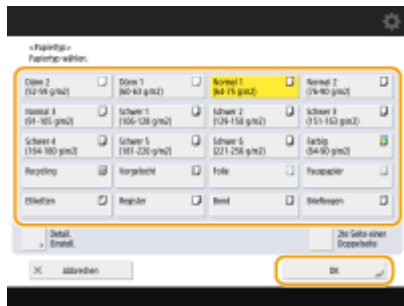 <Papiertyp>
Papiertyp wählen.
Dünn 2
(52-59 g/m2)
Dünn 1
(60-63 g/m2)
Normal 1
(64-75 g/m2)
Normal 2
(76-90 g/m2)
Normal 3
(91-105 g/m2)
Schwer 1
(106-128 g/m2)
Schwer 2
(129-150 g/m2)
Schwer 3
(151-163 g/m2)
Schwer 4
(164-180 g/m2)
Schwer 5
(181-220 g/m2)
Schwer 6
(221-256 g/m2)
Farbig
(64-90 g/m2)
Recycling
Vorgelocht
Folie
Pauspapier
Etiketten
Register
Bond
Briefbogen
Detail.
Einstell.
2te Seite einer
Doppelseite
Abbrechen
OK